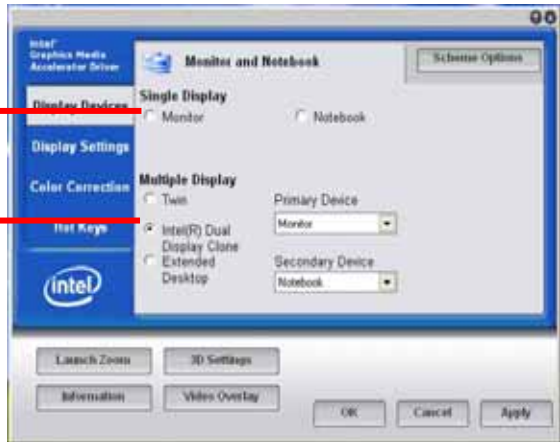 Intel®
Graphics Media
Accelerator Driver
Monitor and Notebook
Scheme Options
Display Devices
Single Display
Monitor
Notebook
Display Settings
Color Correction
Multiple Display
Twin
Primary Device
Hot Keys
Intel(R) Dual
Display Clone
Monitor
Extended
Desktop
Secondary Device
Notebook
intel
Launch Zoom
3D Settings
Information
Video Overlay
OK
Cancel
Apply